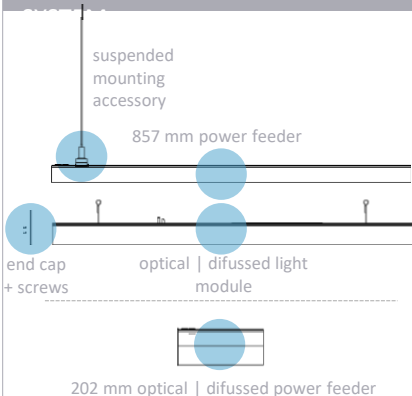 SYSTEM
suspended
mounting
accessory
857 mm power feeder
end cap
+ screws
optical | difussed light
module
202 mm optical | difussed power feeder